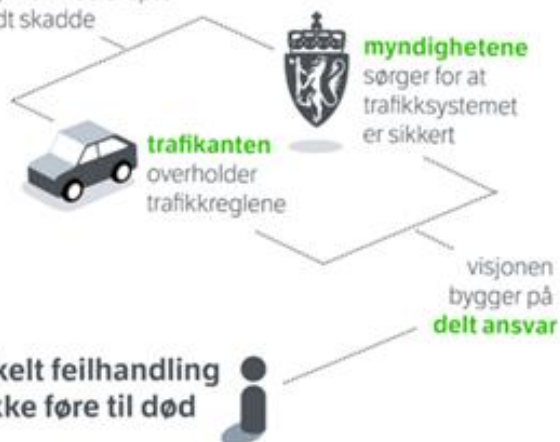 dt skadde
myndighetene
sørger for at
trafikksystemet
er sikkert
trafikanten
overholder
trafikkreglene
visjonen
bygger på
delt ansvar
kelt feilhandling
ke føre til død